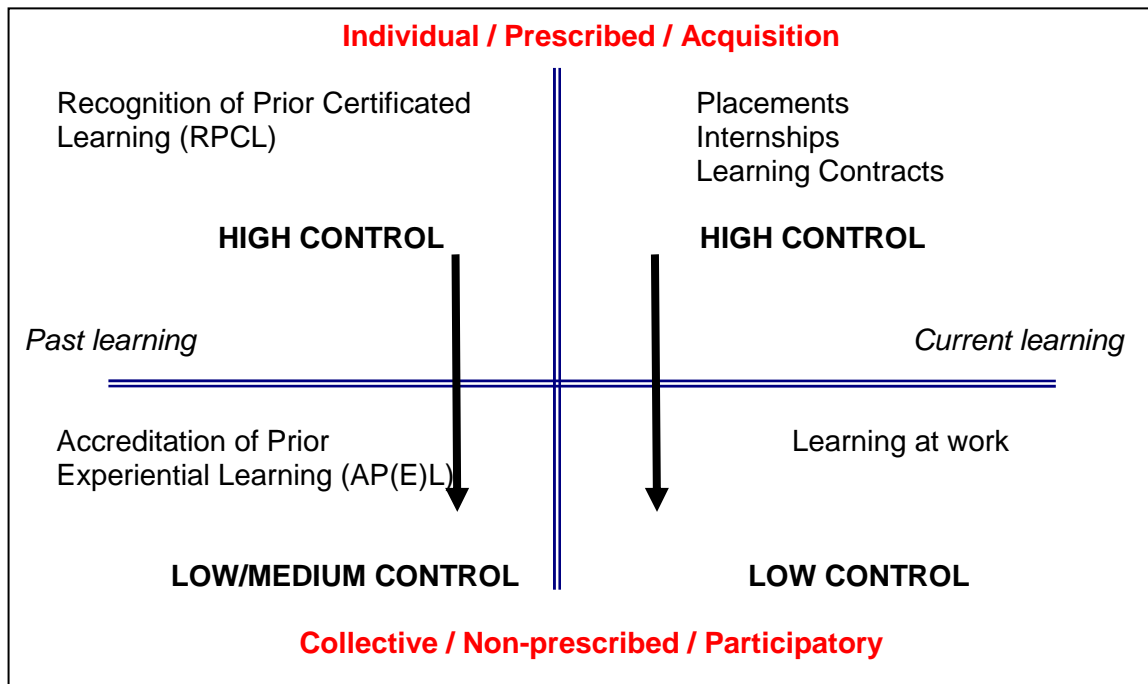 Individual / Prescribed / Acquisition
Recognition of Prior Certificated
Learning (RPCL)
Placements
Internships
Learning Contracts
HIGH CONTROL
HIGH CONTROL
Past learning
Current learning
Accreditation of Prior
Experiential Learning (AP(E)L)
Learning at work
LOW/MEDIUM CONTROL
LOW CONTROL
Collective / Non-prescribed / Participatory